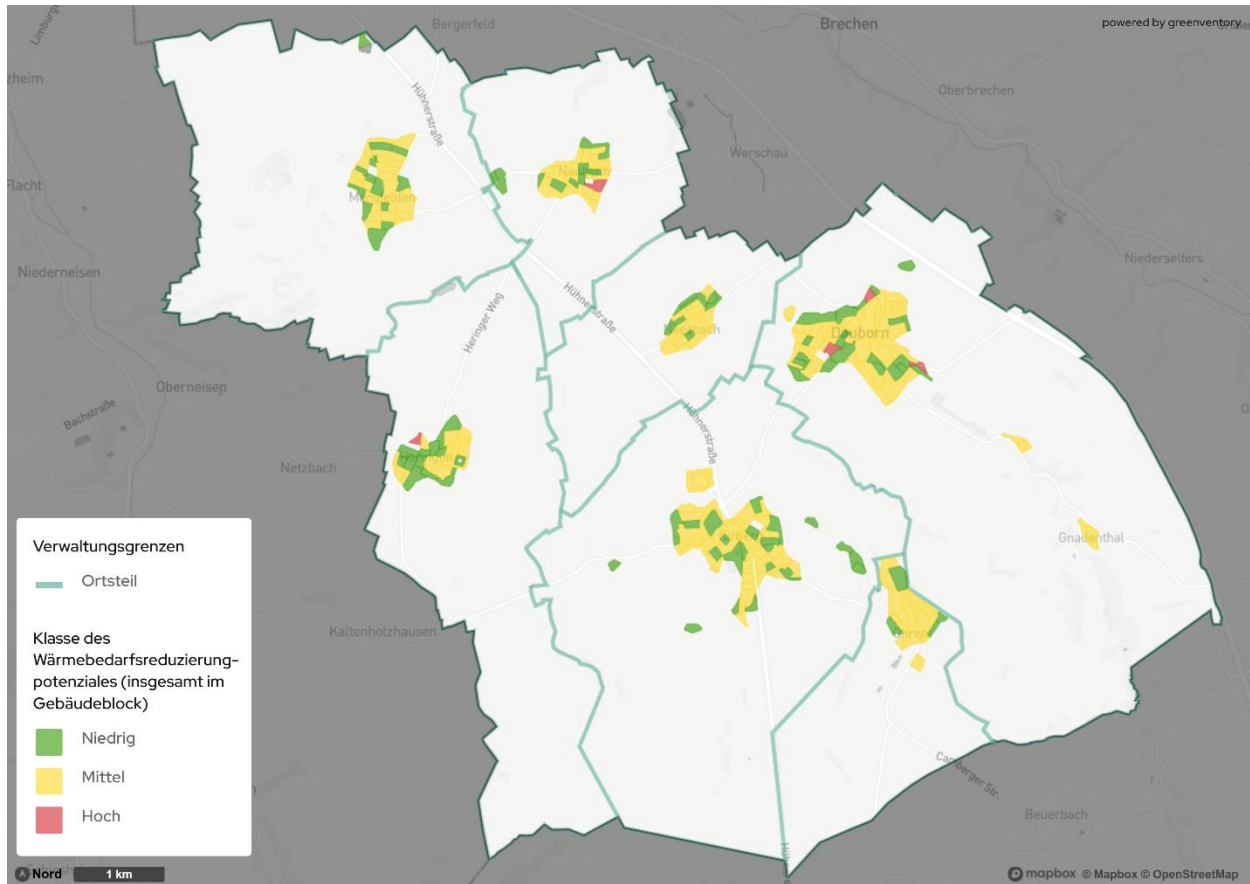 powered by greenventory
Bergerfeld
Brechen
Oberbrechen
Hühnerstraße
Werschau
Flacht
Niederneisen
Niederselters
Heringer Weg
Hühnerstraße
Dauborn
Oberneisen
Bachstraße
Netzbach
Hühnerstraße
Gnadenthal
Kaltenholzhausen
Camberger Str.
Beuerbach
Verwaltungsgrenzen
Ortsteil
Klasse des
Wärmebedarfsreduzierung-
potenziales (insgesamt im
Gebäudeblock)
Niedrig
Mittel
Hoch
Nord
1 km
mapbox © Mapbox © OpenStreetMap